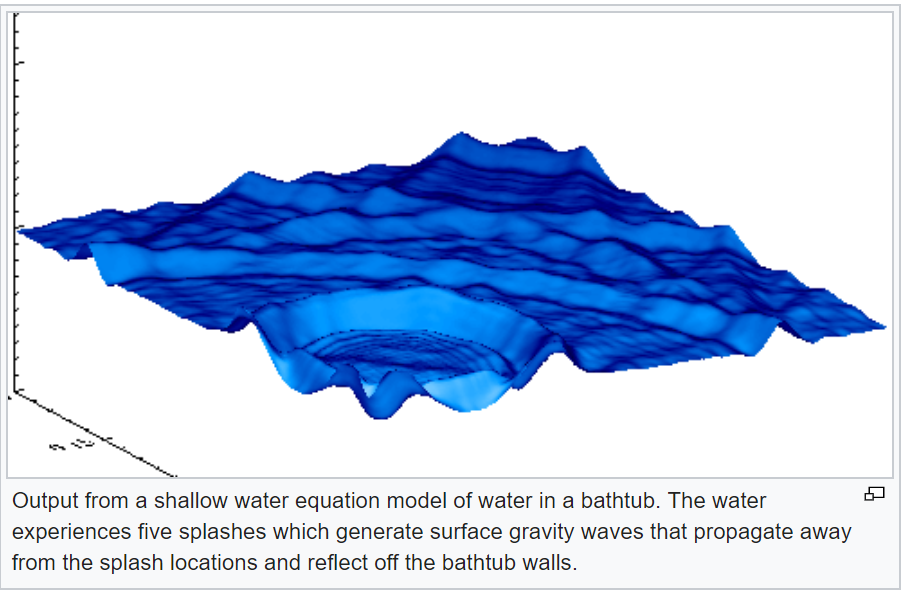 Output from a shallow water equation model of water in a bathtub. The water
experiences five splashes which generate surface gravity waves that propagate away
from the splash locations and reflect off the bathtub walls.